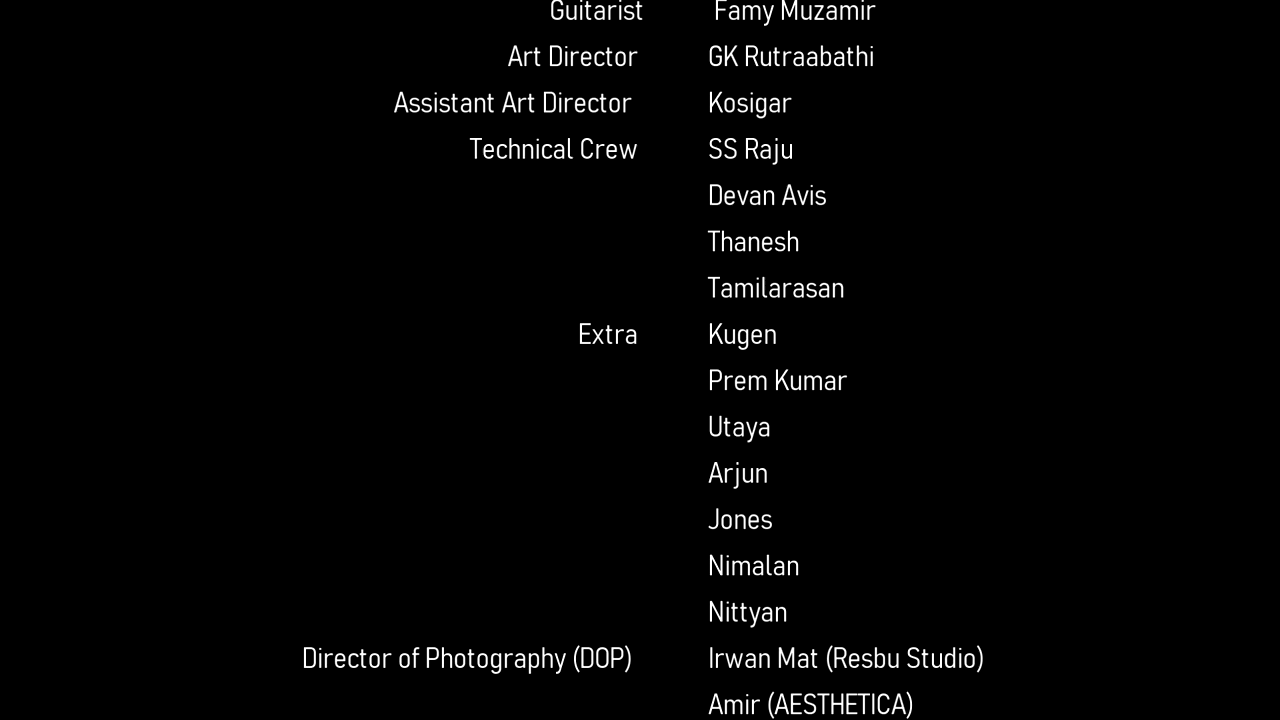 Guitarist Famy Muzamir
Art Director GK Rutraabathi
Assistant Art Director Kosigar
Technical Crew SS Raju
Devan Avis
Thanesh
Tamilarasan
Extra Kugen
Prem Kumar
Utaya
Arjun
Jones
Nimalan
Nittyan
Director of Photography (DOP) Irwan Mat (Resbu Studio)
Amir (AESTHETICA)